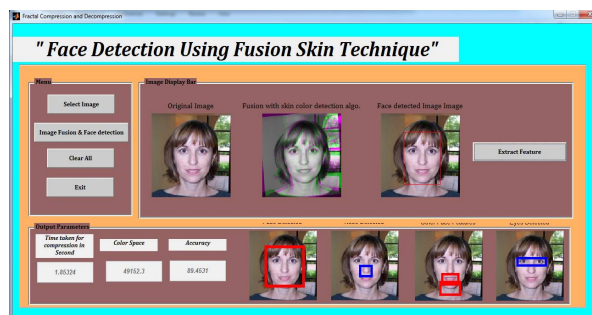 Fractal Compression and Decompression
"Face Detection Using Fusion Skin Technique"
Menu
Select Image
Image Fusion & Face detection
Clear All
Exit
Image Display Bar
Original Image
Fusion with skin color detection algo.
Face detected Image Image
Extract Feature
Output Parameters
Time taken for
compression in
Second
1.05324
Color Space
49152.3
Accuracy
89.4531